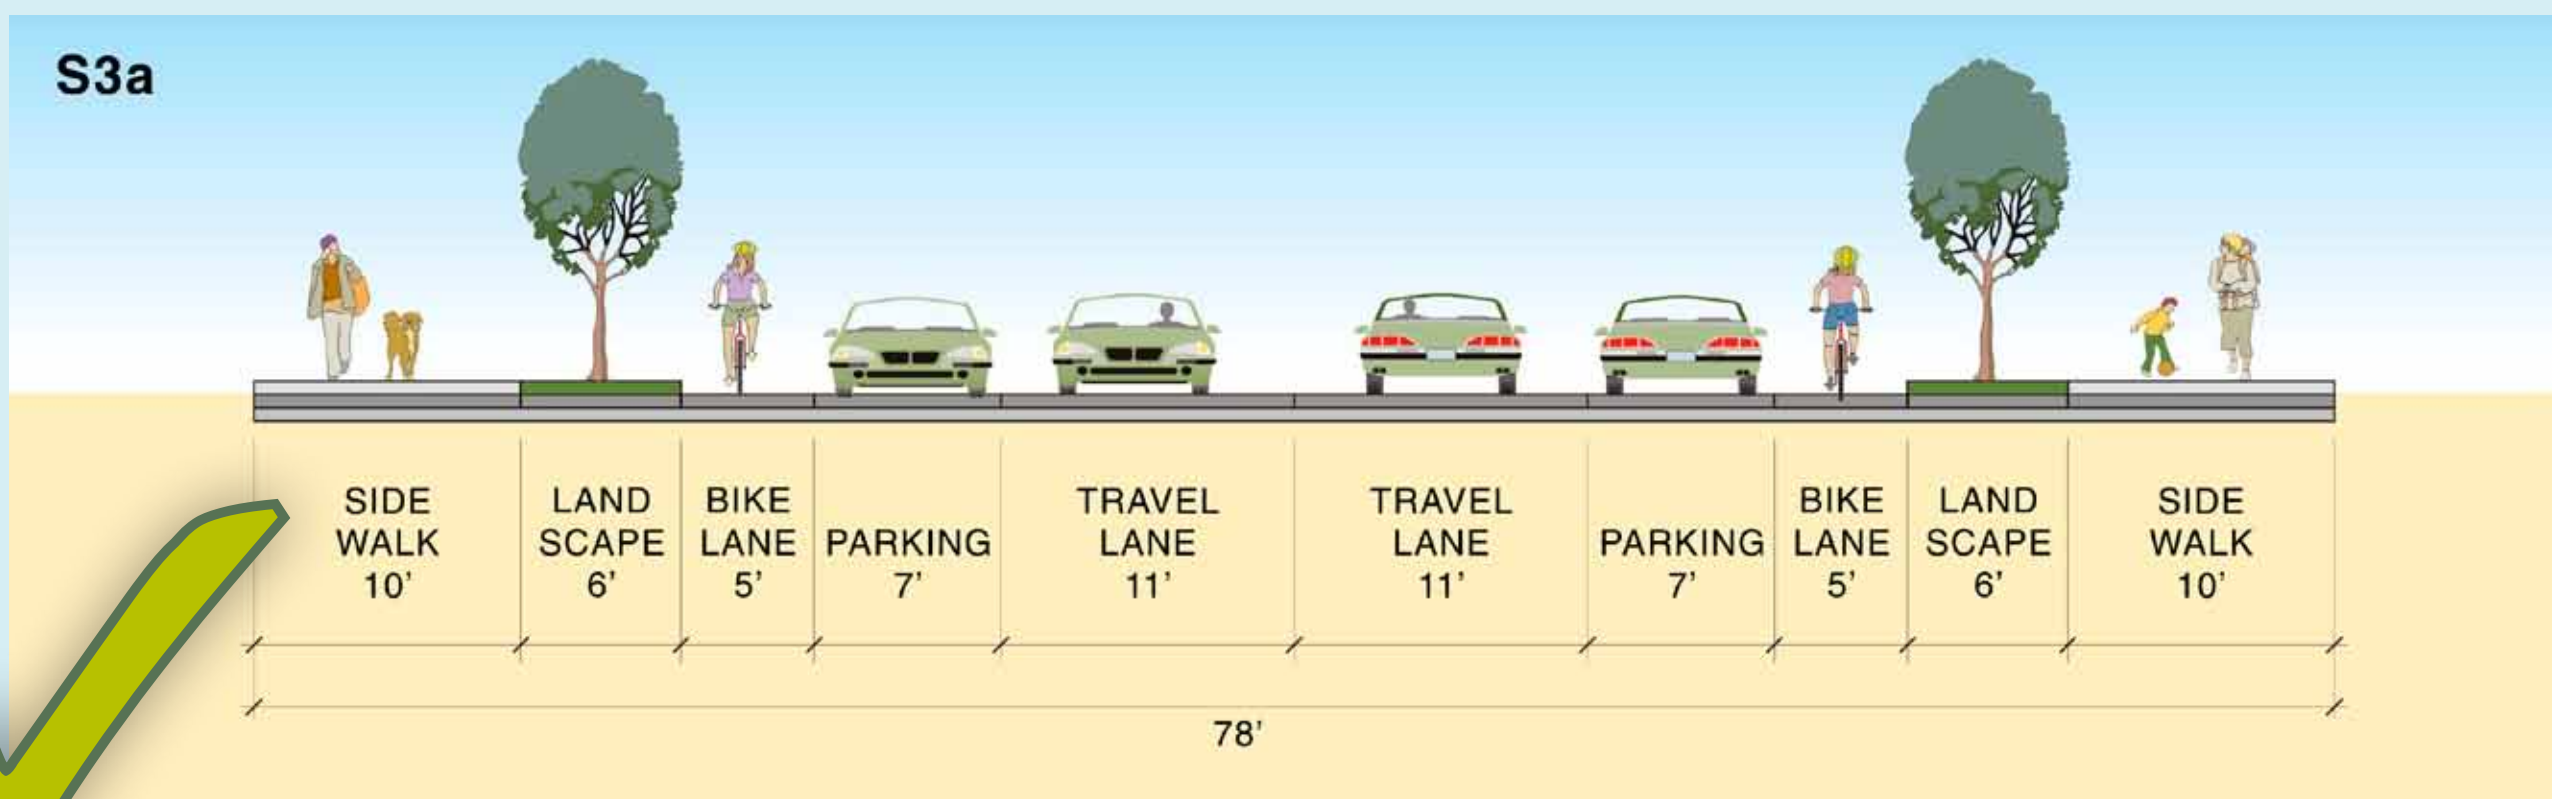 S3a
SIDE
WALK
10’
LAND
SCAPE
6’
BIKE
LANE
5’
PARKING
7’
TRAVEL
LANE
11’
TRAVEL
LANE
11’
PARKING
7’
BIKE
LANE
5’
LAND
SCAPE
6’
SIDE
WALK
10’
78’